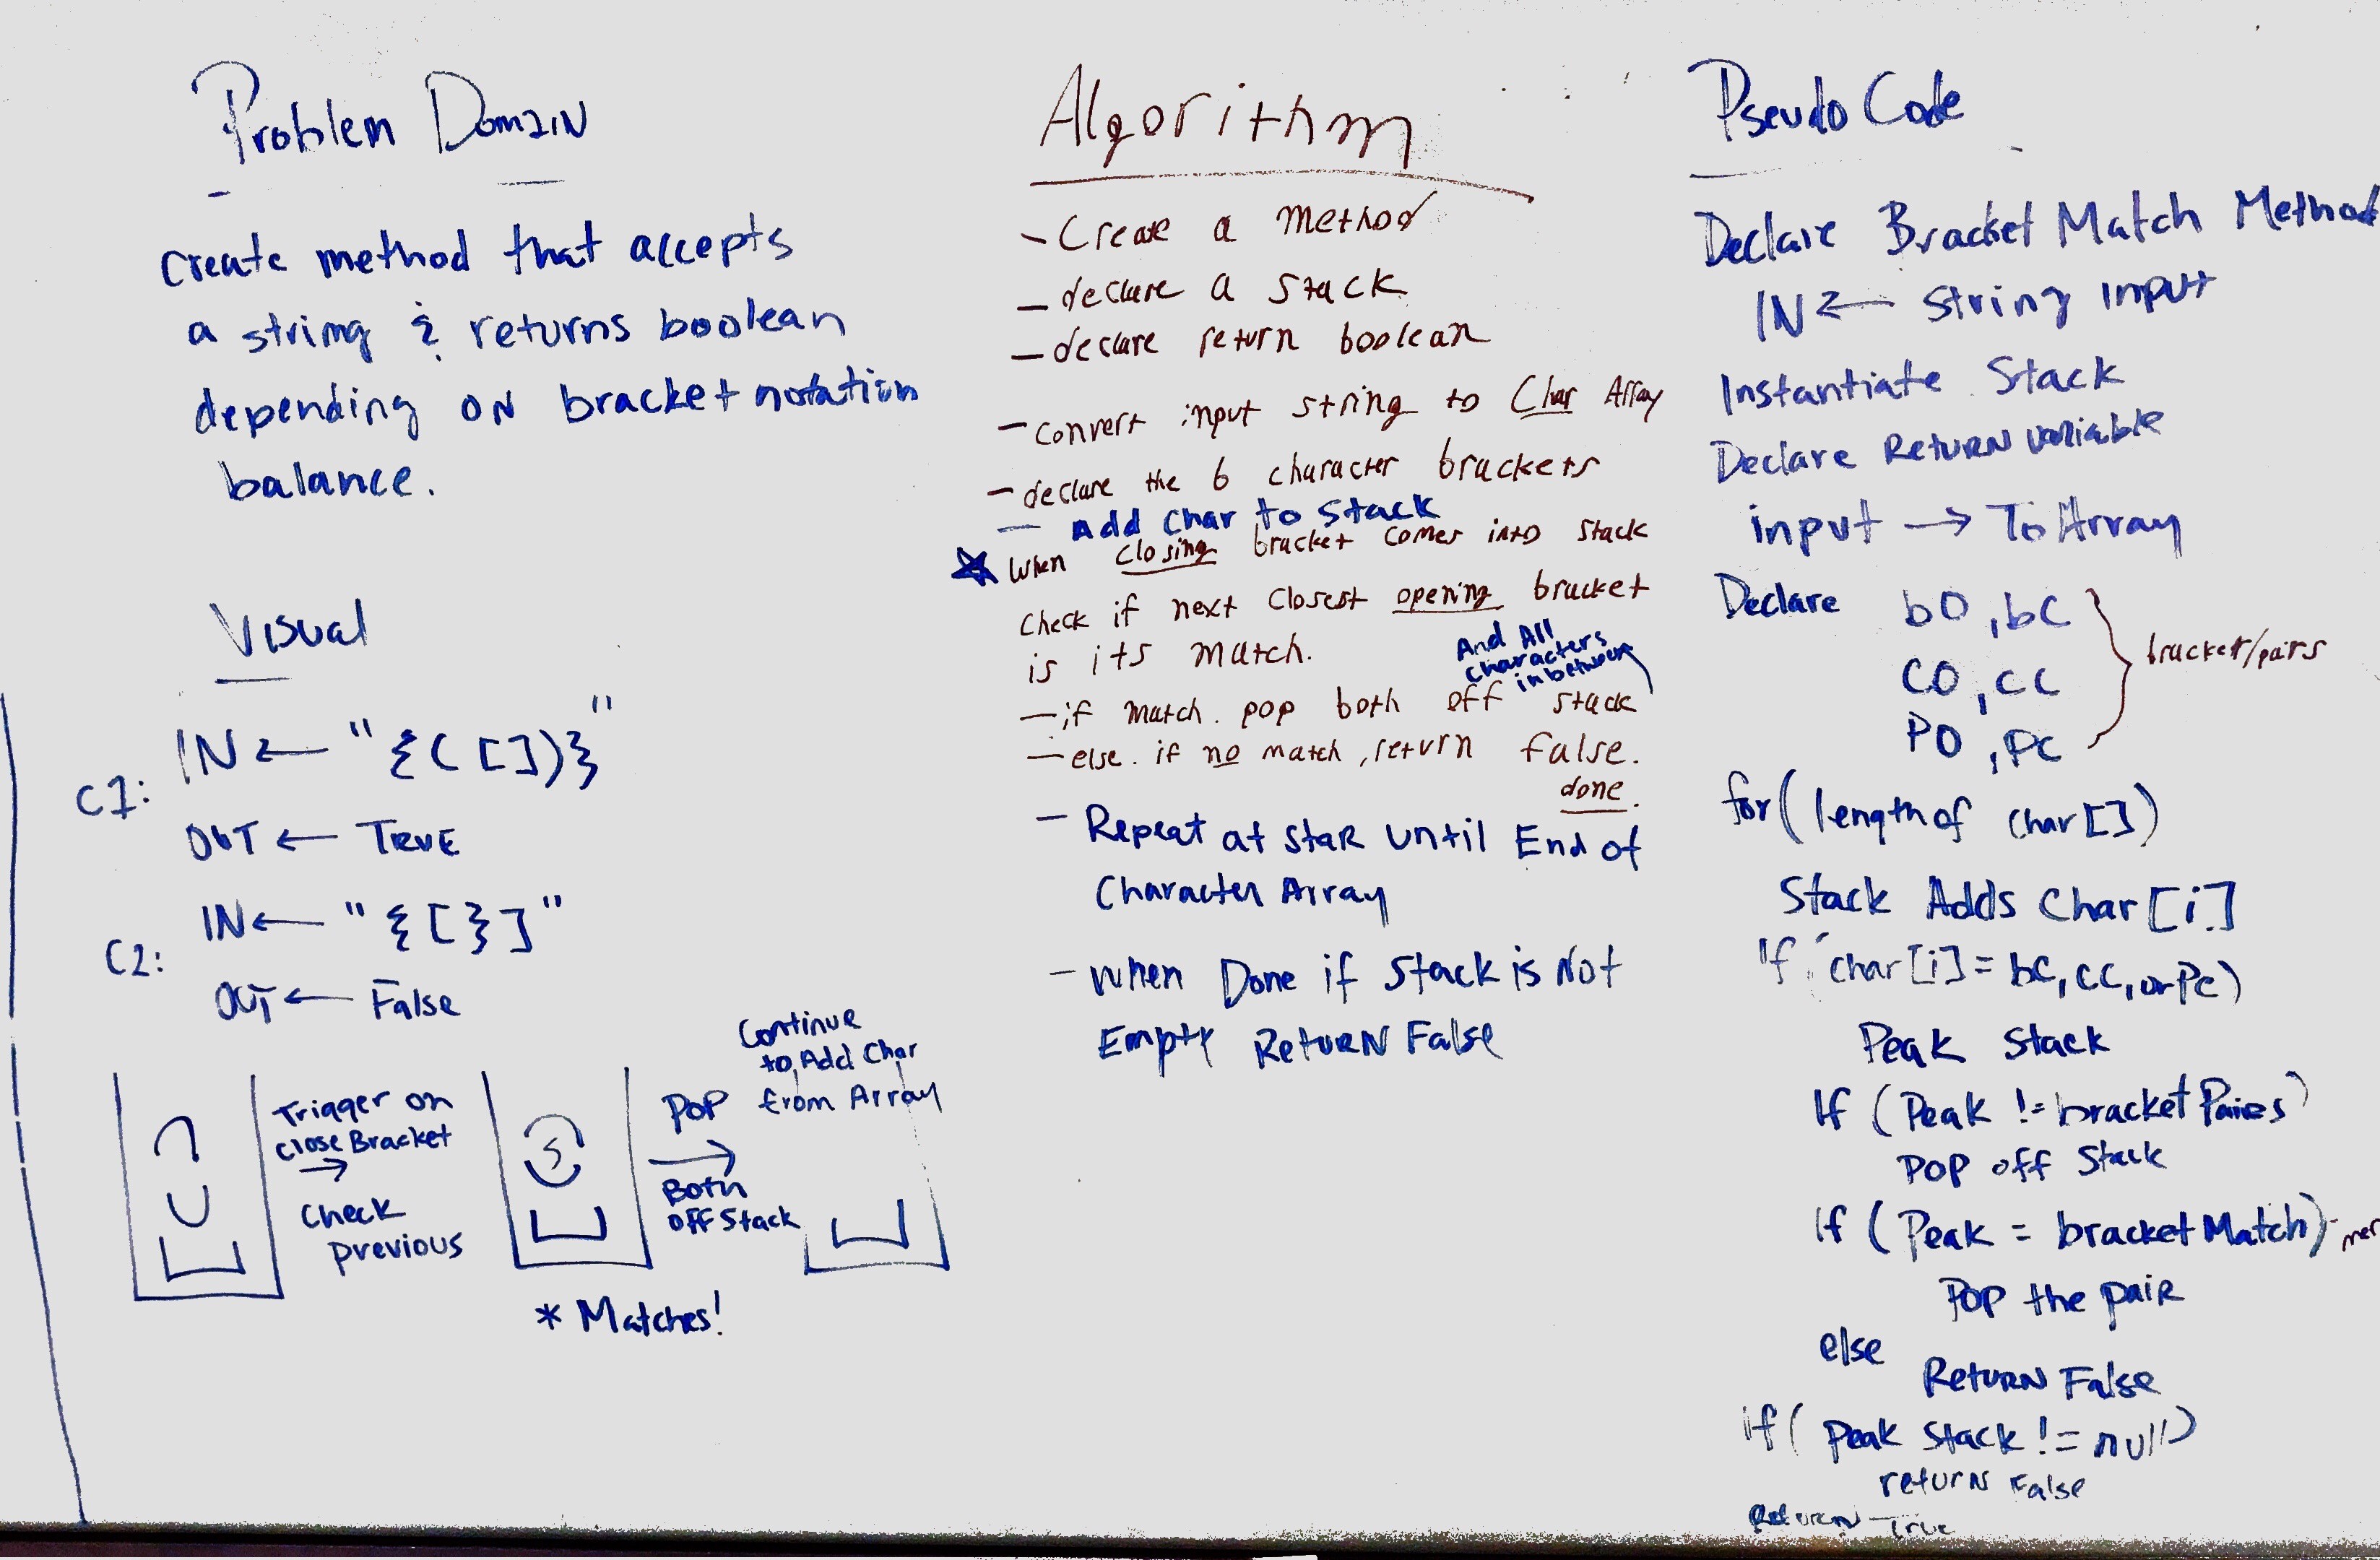 Problem Domain
create method that accepts
a string & returns boolean
depending on bracket notation
balance.
Visual
C1:
IN ← "{([])}"
OUT ← TRUE
C2:
IN ← "{[}]"
OUT ← False
Trigger on
close Bracket
→
Check
previous
* Matches!
POP
→
Both
off Stack
Continue
to Add Char
from Array
Algorithm
- Create a method
- declare a stack
- declare return boolean
- convert input string to Char Array
- declare the 6 character brackets
- Add Char to Stack
★ When closing bracket comes into stack
check if next closest opening bracket
is its match.
And All
characters
inbetween
- if match. pop both off stack
- else. if no match, return false.
done.
- Repeat at staR until End of
Character Array
- when Done if Stack is Not
Empty RetuRN False
Pseudo Code
Declare Bracket Match Method
IN ← string input
Instantiate Stack
Declare RetuRN variable
input → To Array
Declare bO, bC
CO, CC
PO, PC
bracket/pairs
for (length of char[])
Stack Adds Char[i]
If char[i] = bC, CC, or PC)
Peak Stack
If (Peak != bracket Paires)
Pop off Stack
If (Peak = bracket Match)
Pop the pair
else
RetuRN False
if (Peak Stack != null)
return False
Return True